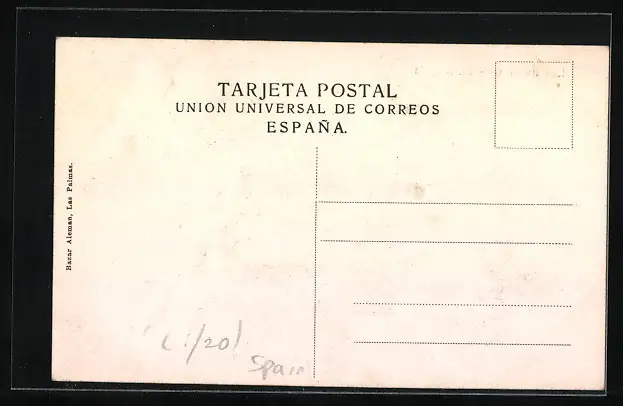 TARJETA POSTAL
UNION UNIVERSAL DE CORREOS
ESPAÑA.
Bazar Aleman, Las Palmas.
Spain